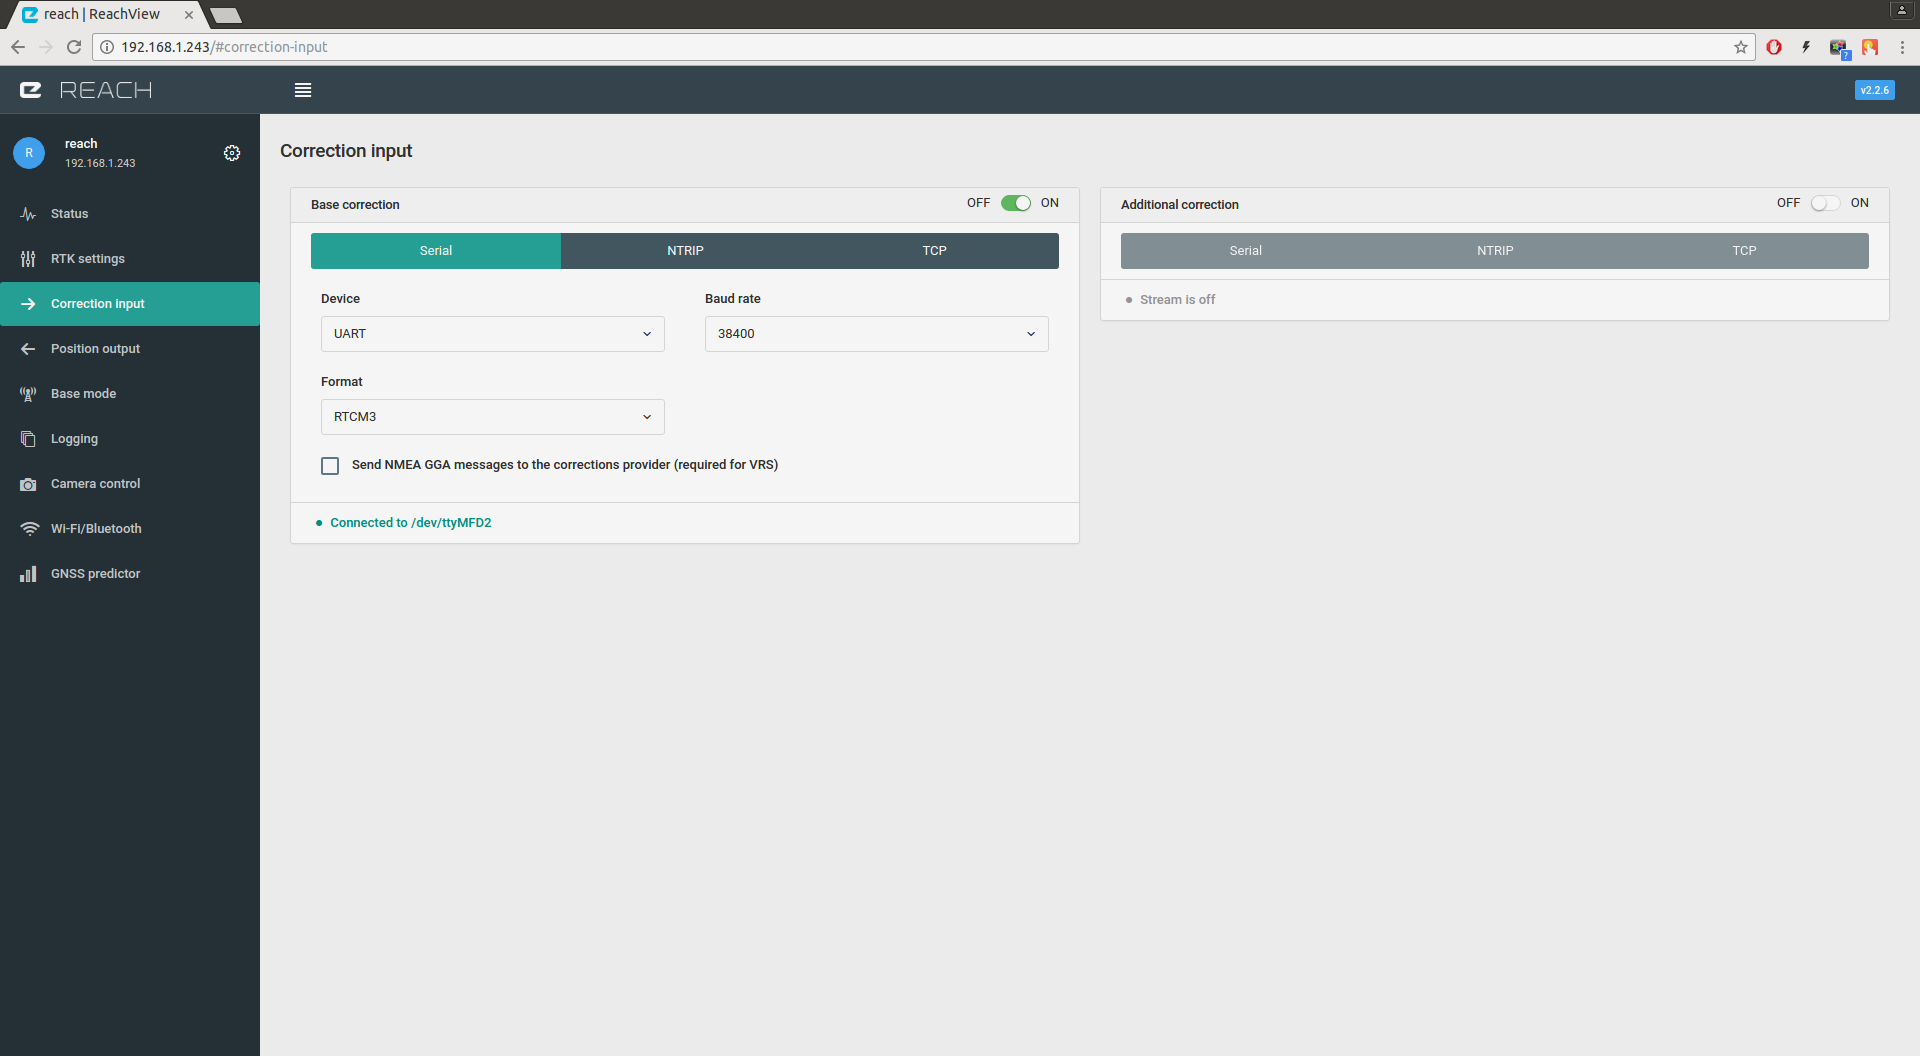 reach | ReachView
192.168.1.243/#correction-input
REACH
v2.2.6
R
reach
192.168.1.243
Status
RTK settings
Correction input
Position output
Base mode
Logging
Camera control
Wi-Fi/Bluetooth
GNSS predictor
Correction input
Base correction OFF ON
Serial NTRIP TCP
Device Baud rate
UART 38400
Format
RTCM3
Send NMEA GGA messages to the corrections provider (required for VRS)
Connected to /dev/ttyMFD2
Additional correction OFF ON
Serial NTRIP TCP
Stream is off